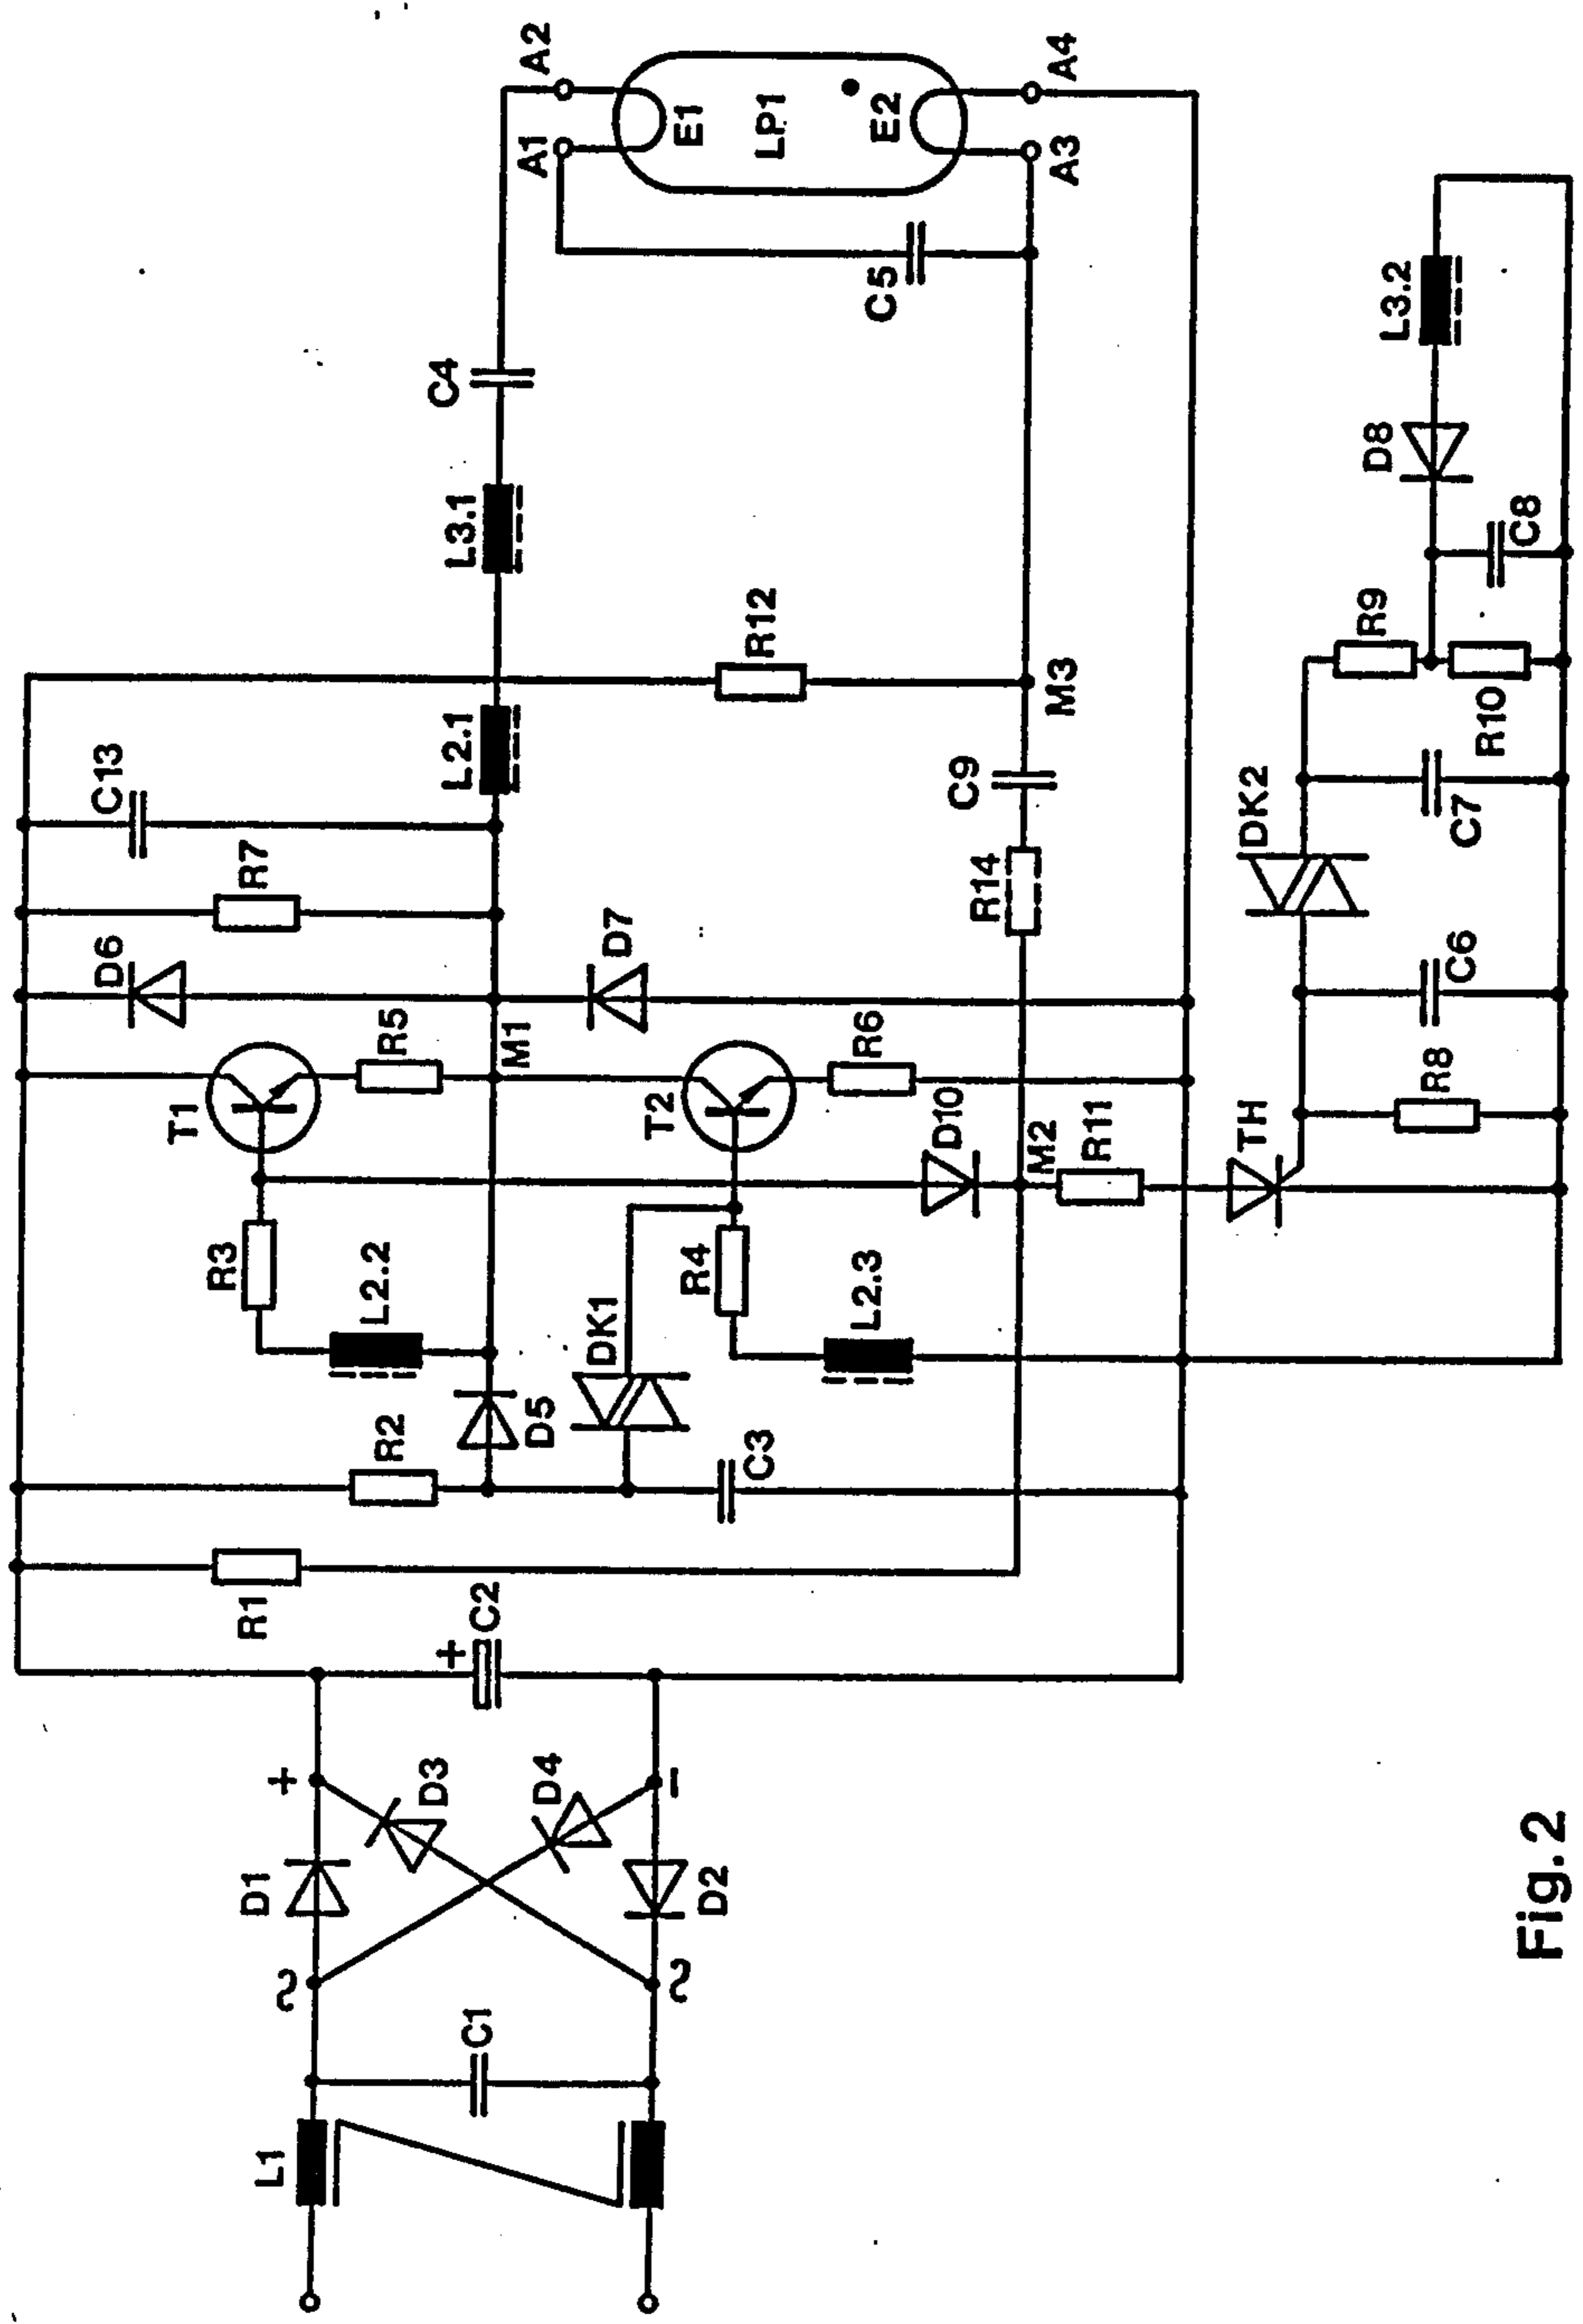 L1
C1
~
~
D1
D2
+
D3
D4
-
+
C2
R1
R2
D5
DK1
C3
L2.2
R3
R4
L2.3
T1
R5
M1
T2
R6
D10
M2
R11
D6
D7
R7
C13
L2.1
R14
C9
M3
R12
L3.1
C4
C5
A1
A2
E1
LP1
E2
A3
A4
TH
R8
C6
DK2
C7
R9
R10
C8
D8
L3.2
Fig.2